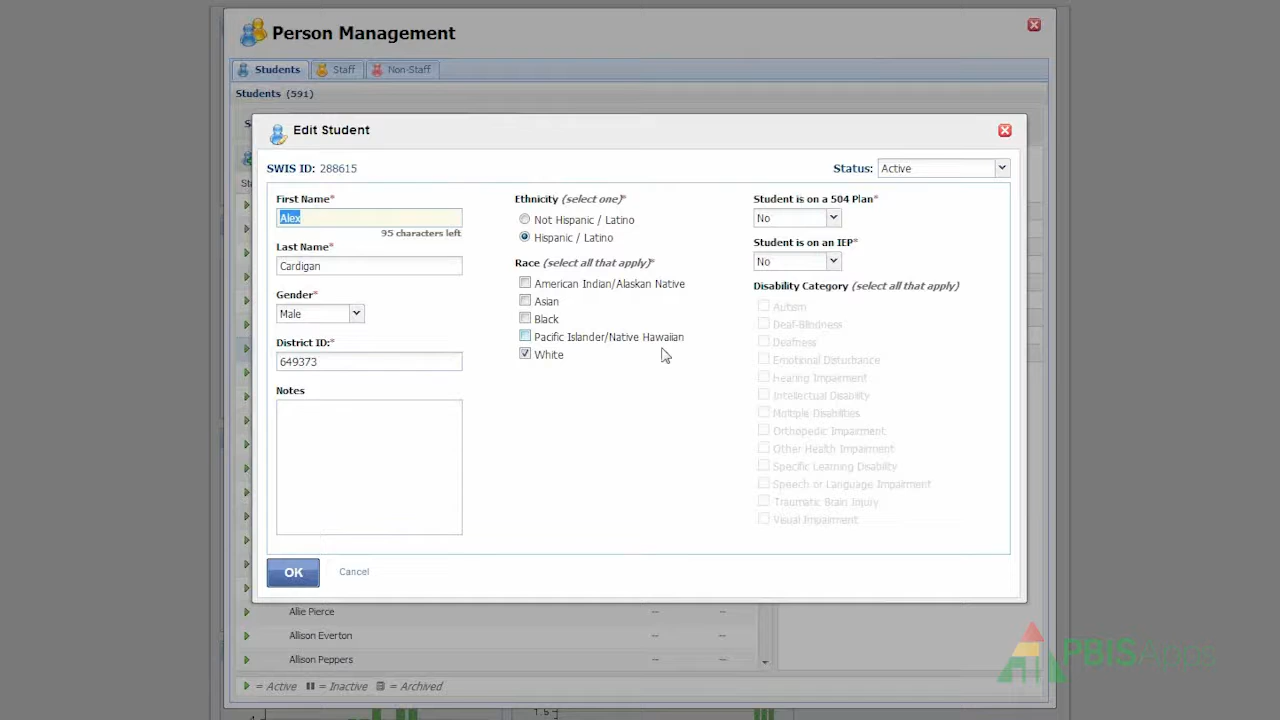 Person Management
Students Staff Non-Staff
Students (591)
Edit Student
SWIS ID: 288615
Status: Active
First Name*
Alex
95 characters left
Last Name*
Cardigan
Gender*
Male
District ID:*
649373
Notes
Ethnicity (select one)*
Not Hispanic / Latino
Hispanic / Latino
Race (select all that apply)*
American Indian/Alaskan Native
Asian
Black
Pacific Islander/Native Hawaiian
White
Student is on a 504 Plan*
No
Student is on an IEP*
No
Disability Category (select all that apply)
Autism
Deaf-Blindness
Deafness
Emotional Disturbance
Hearing Impairment
Intellectual Disability
Multiple Disabilities
Orthopedic Impairment
Other Health Impairment
Specific Learning Disability
Speech or Language Impairment
Traumatic Brain Injury
Visual Impairment
OK Cancel
Allie Pierce -- --
Allison Everton -- --
Allison Peppers -- --
= Active = Inactive = Archived
PBISApps
1.5